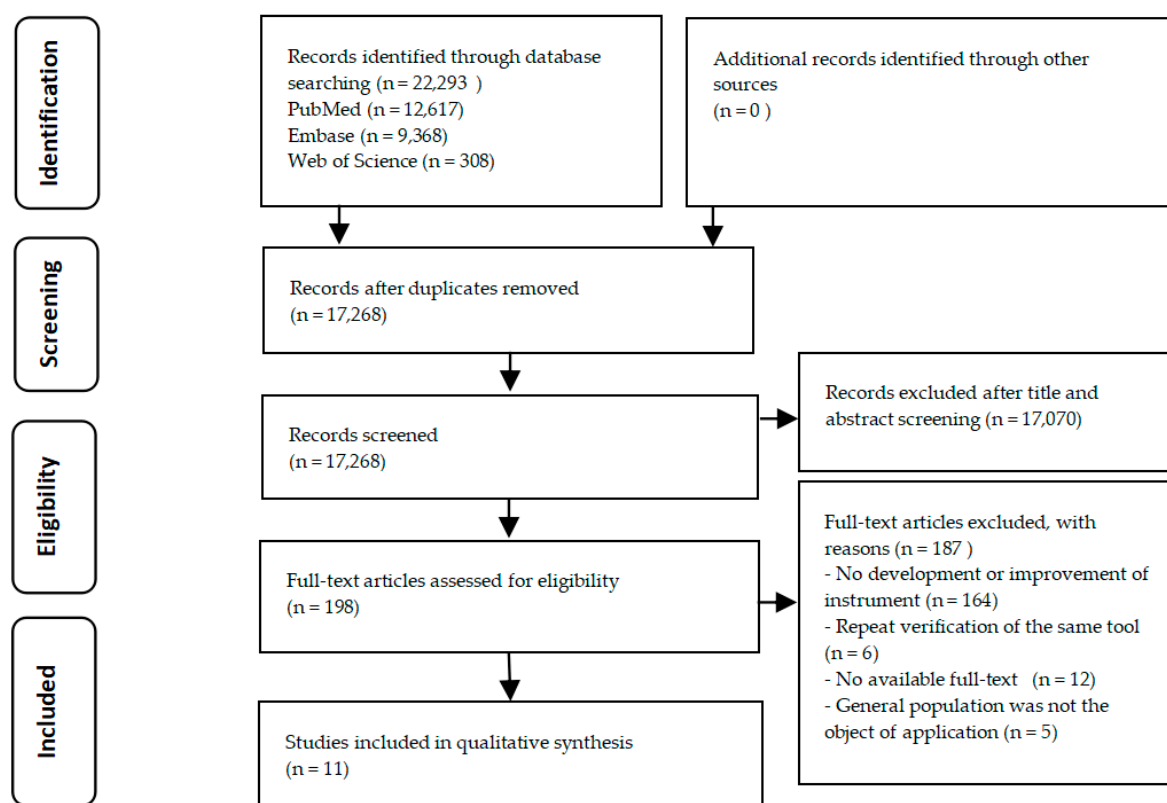 Identification
Records identified through database
searching (n = 22,293 )
PubMed (n = 12,617)
Embase (n = 9,368)
Web of Science (n = 308)
Additional records identified through other
sources
(n = 0 )
Screening
Records after duplicates removed
(n = 17,268)
Records screened
(n = 17,268)
Records excluded after title and
abstract screening (n = 17,070)
Eligibility
Full-text articles assessed for eligibility
(n = 198)
Full-text articles excluded, with
reasons (n = 187 )
- No development or improvement of
instrument (n = 164)
- Repeat verification of the same tool
(n = 6)
- No available full-text (n = 12)
- General population was not the
object of application (n = 5)
Included
Studies included in qualitative synthesis
(n = 11)